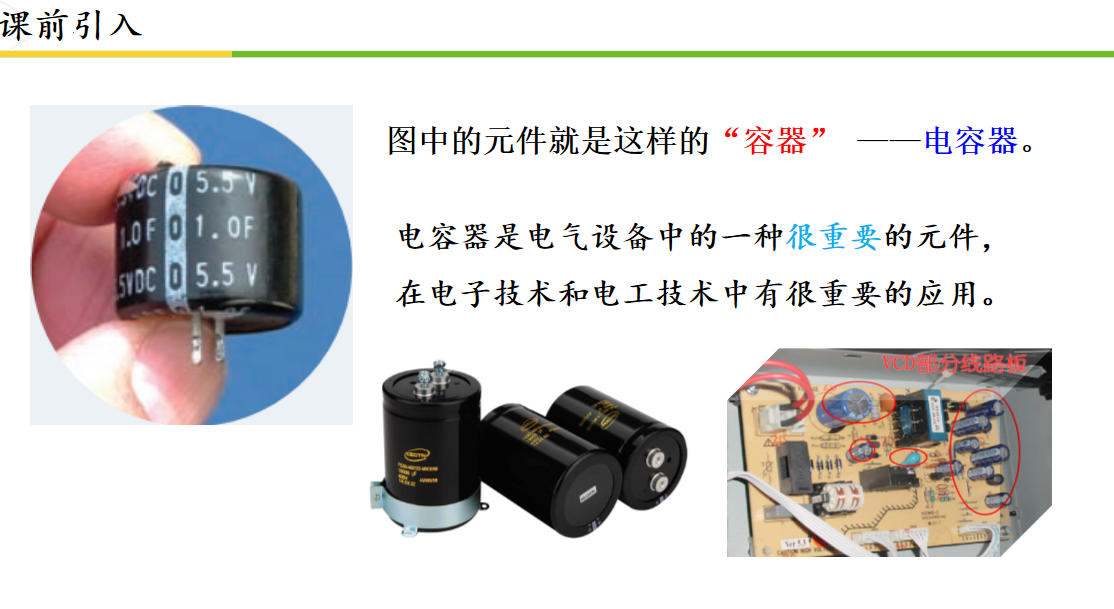 课前引入
图中的元件就是这样的“容器” ——电容器。
电容器是电气设备中的一种很重要的元件，
在电子技术和电工技术中有很重要的应用。
5.5 V
1.0F 1.0F
5.5VDC 5.5 V
VCD部分线路板